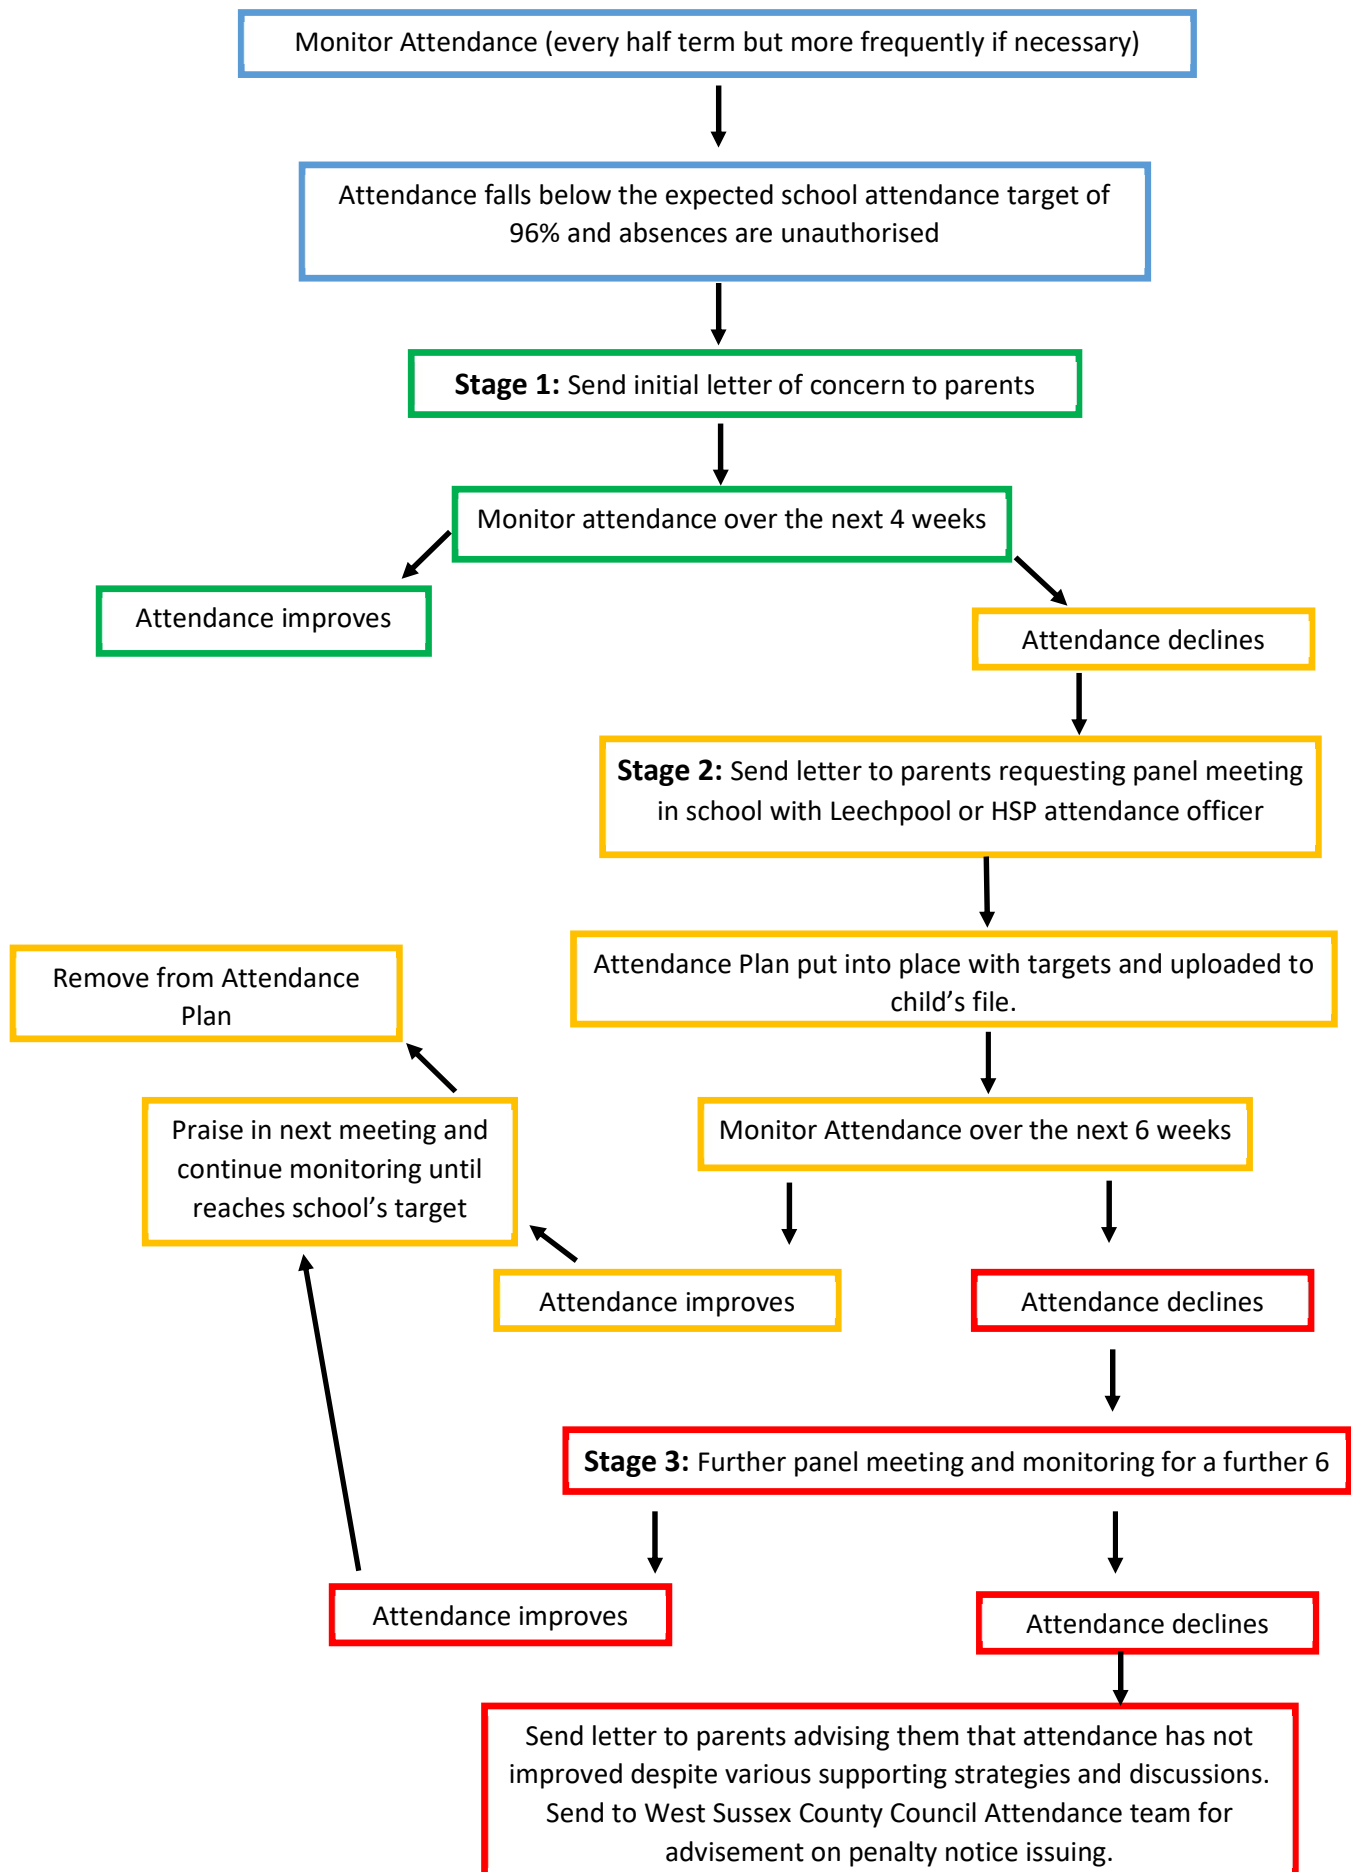 Monitor Attendance (every half term but more frequently if necessary)
Attendance falls below the expected school attendance target of
96% and absences are unauthorised
Stage 1: Send initial letter of concern to parents
Monitor attendance over the next 4 weeks
Attendance improves
Attendance declines
Stage 2: Send letter to parents requesting panel meeting
in school with Leechpool or HSP attendance officer
Attendance Plan put into place with targets and uploaded to
child’s file.
Remove from Attendance
Plan
Monitor Attendance over the next 6 weeks
Praise in next meeting and
continue monitoring until
reaches school’s target
Attendance improves
Attendance declines
Stage 3: Further panel meeting and monitoring for a further 6
Attendance improves
Attendance declines
Send letter to parents advising them that attendance has not
improved despite various supporting strategies and discussions.
Send to West Sussex County Council Attendance team for
advisement on penalty notice issuing.